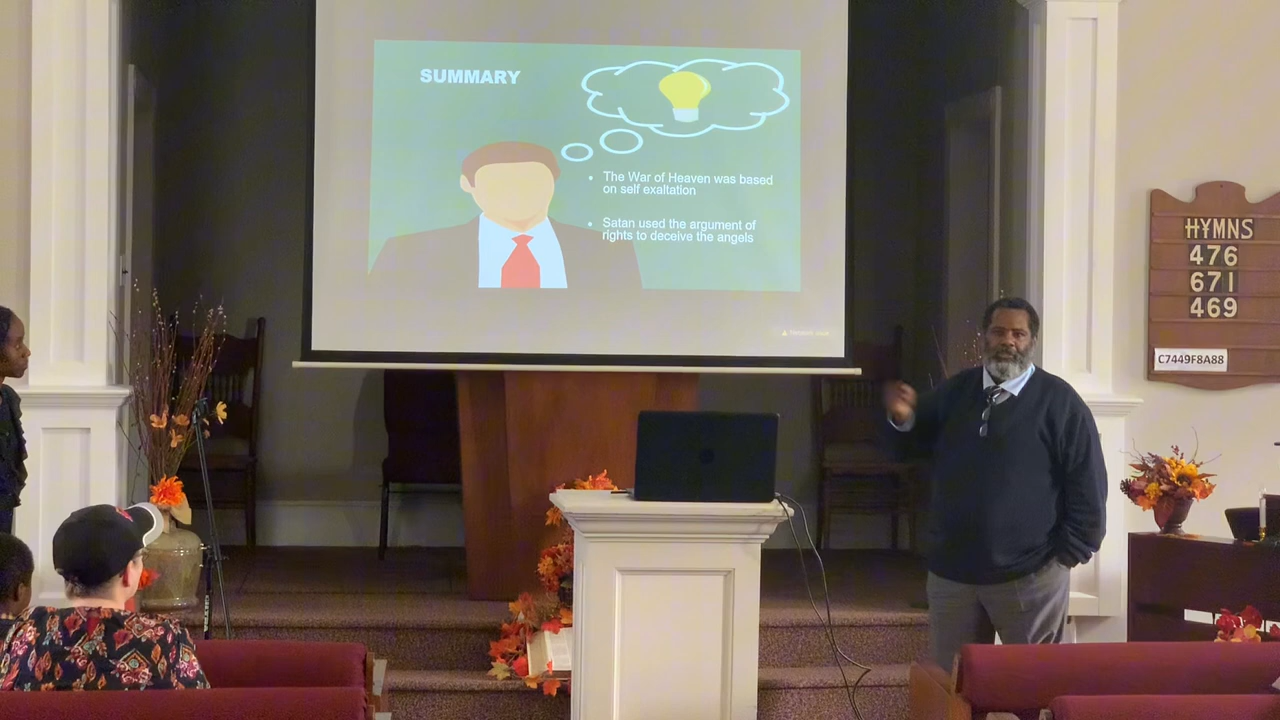 SUMMARY
• The War of Heaven was based
on self exaltation
• Satan used the argument of
rights to deceive the angels
HYMNS
476
671
469
C7449F8A88